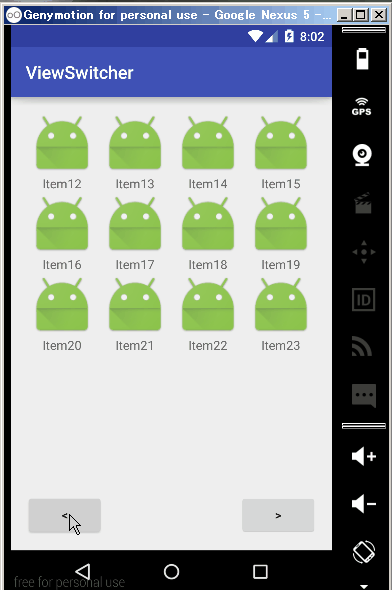 Genymotion for personal use - Google Nexus 5 - ...
8:02
ViewSwitcher
Item12 Item13 Item14 Item15
Item16 Item17 Item18 Item19
Item20 Item21 Item22 Item23
< >
free for personal use
GPS
ID